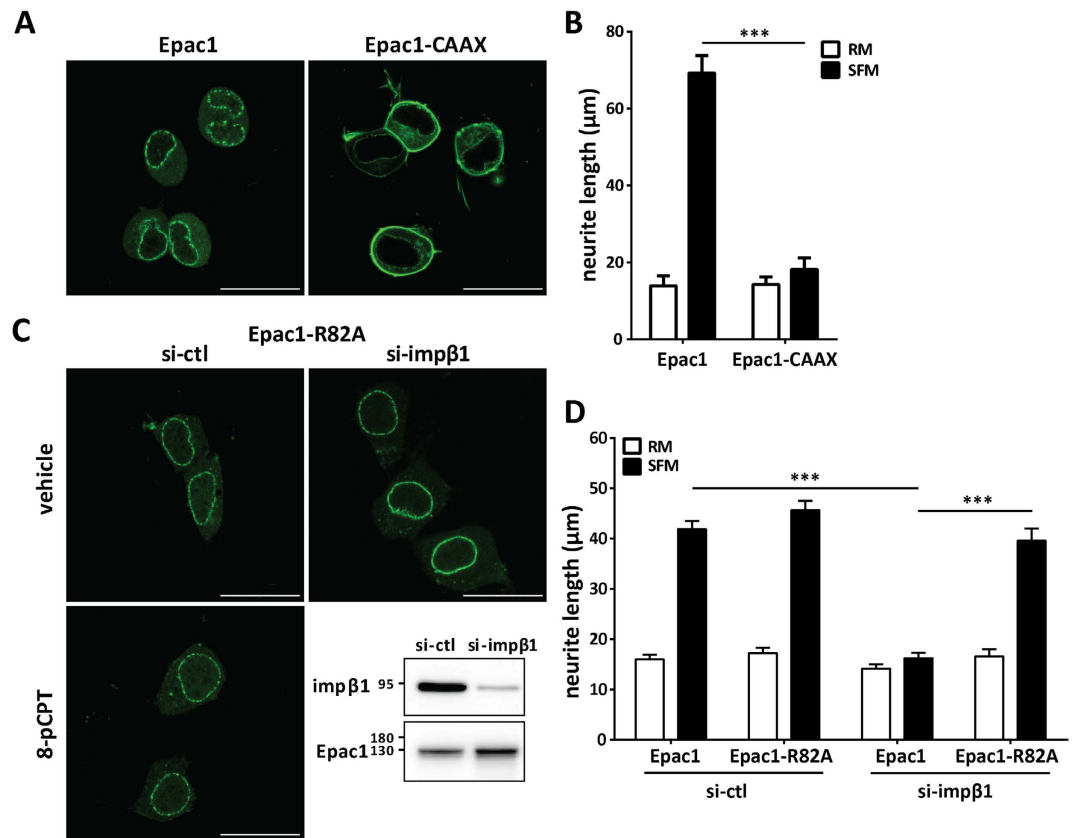 A
Epac1
Epac1-CAAX
B
80
60
40
20
0
neurite length (µm)
***
RM
SFM
Epac1
Epac1-CAAX
C
Epac1-R82A
si-ctl
si-impβ1
vehicle
8-pCPT
si-ctl
si-impβ1
impβ1
95
Epac1
180
130
D
60
50
40
30
20
10
0
neurite length (µm)
RM
SFM
***
***
Epac1
Epac1-R82A
Epac1
Epac1-R82A
si-ctl
si-impβ1